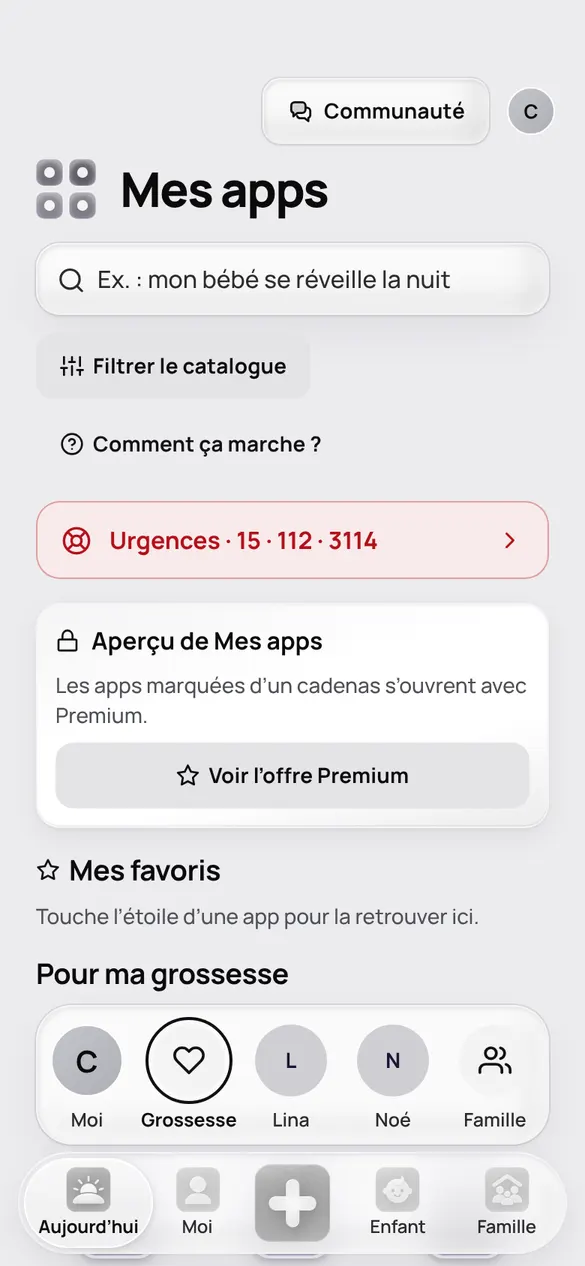 Communauté
C
Mes apps
Ex. : mon bébé se réveille la nuit
Filtrer le catalogue
Comment ça marche ?
Urgences · 15 · 112 · 3114
Aperçu de Mes apps
Les apps marquées d’un cadenas s’ouvrent avec
Premium.
Voir l’offre Premium
Mes favoris
Touche l’étoile d’une app pour la retrouver ici.
Pour ma grossesse
C
L
N
Moi
Grossesse
Lina
Noé
Famille
Aujourd’hui
Moi
Enfant
Famille